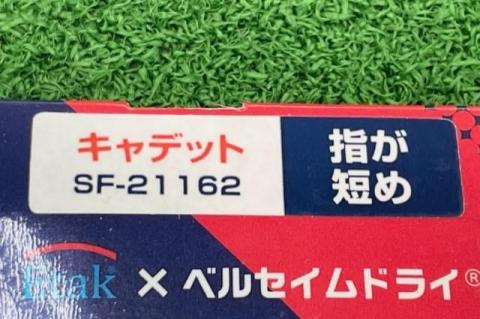 キャデット
SF-21162
指が
短め
Etak × ベルセイムドライ®